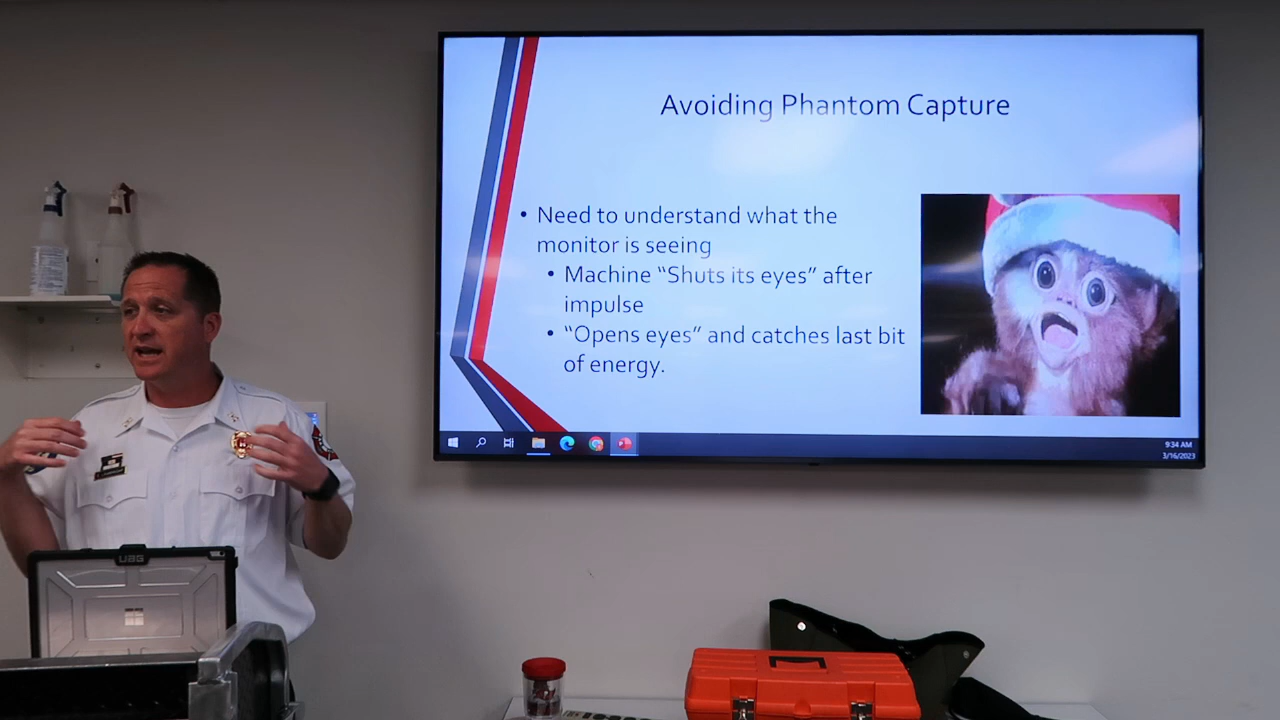 Avoiding Phantom Capture
• Need to understand what the
monitor is seeing
• Machine “Shuts its eyes” after
impulse
• “Opens eyes” and catches last bit
of energy.
9:34 AM
3/16/2023
UAG